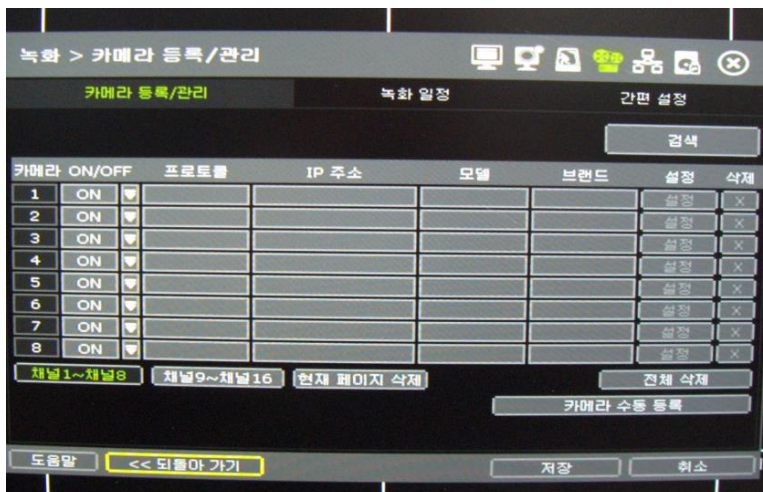 녹화 > 카메라 등록/관리
카메라 등록/관리 녹화 일정 간편 설정
검색
카메라 ON/OFF 프로토콜 IP 주소 모델 브랜드 설정 삭제
1 ON 설정 X
2 ON 설정 X
3 ON 설정 X
4 ON 설정 X
5 ON 설정 X
6 ON 설정 X
7 ON 설정 X
8 ON 설정 X
채널1~채널8 채널9~채널16 현재 페이지 삭제 전체 삭제
카메라 수동 등록
도움말 << 되돌아 가기 저장 취소